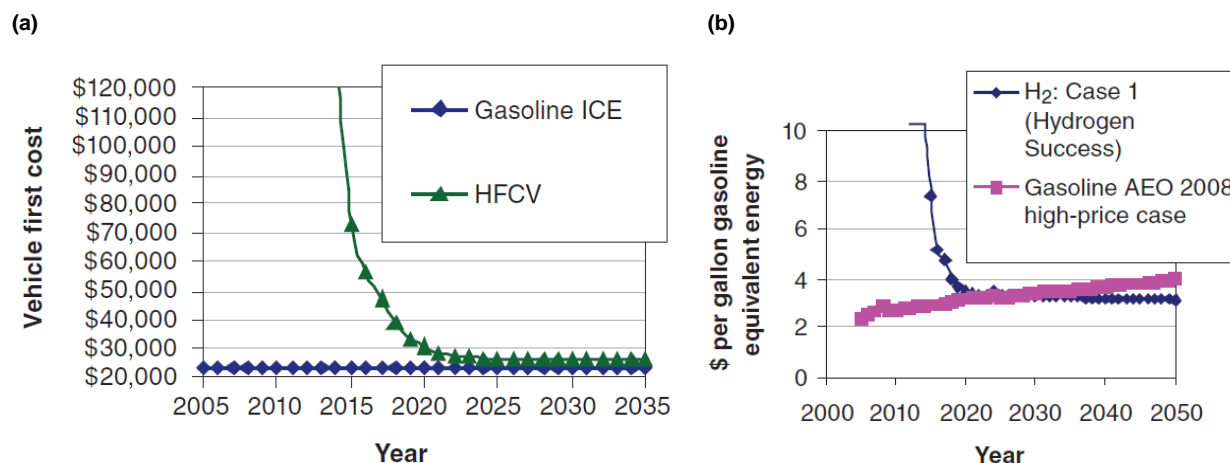 (a)
Vehicle first cost
$120,000
$110,000
$100,000
$90,000
$80,000
$70,000
$60,000
$50,000
$40,000
$30,000
$20,000
2005 2010 2015 2020 2025 2030 2035
Year
Gasoline ICE
HFCV
(b)
$ per gallon gasoline
equivalent energy
10
8
6
4
2
0
2000 2010 2020 2030 2040 2050
Year
H₂: Case 1
(Hydrogen
Success)
Gasoline AEO 2008
high-price case